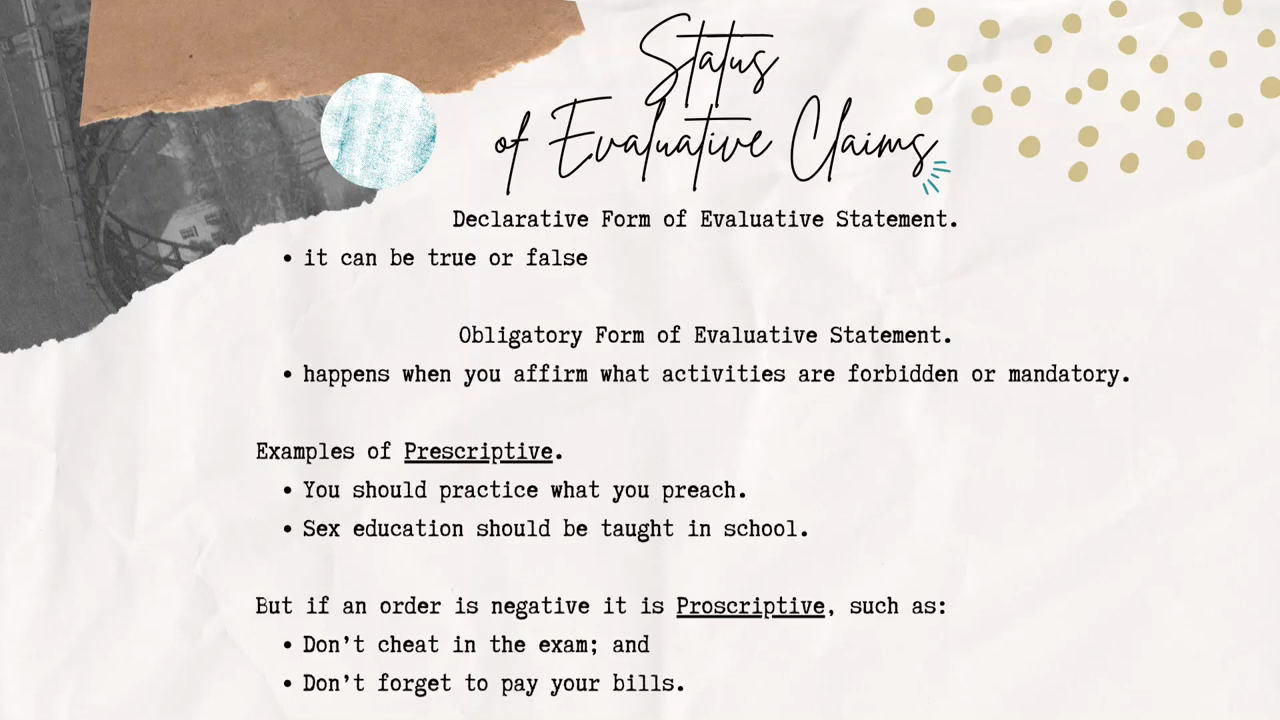 Status
of Evaluative Claims
Declarative Form of Evaluative Statement.
• it can be true or false
Obligatory Form of Evaluative Statement.
• happens when you affirm what activities are forbidden or mandatory.
Examples of Prescriptive.
• You should practice what you preach.
• Sex education should be taught in school.
But if an order is negative it is Proscriptive, such as:
• Don't cheat in the exam; and
• Don't forget to pay your bills.